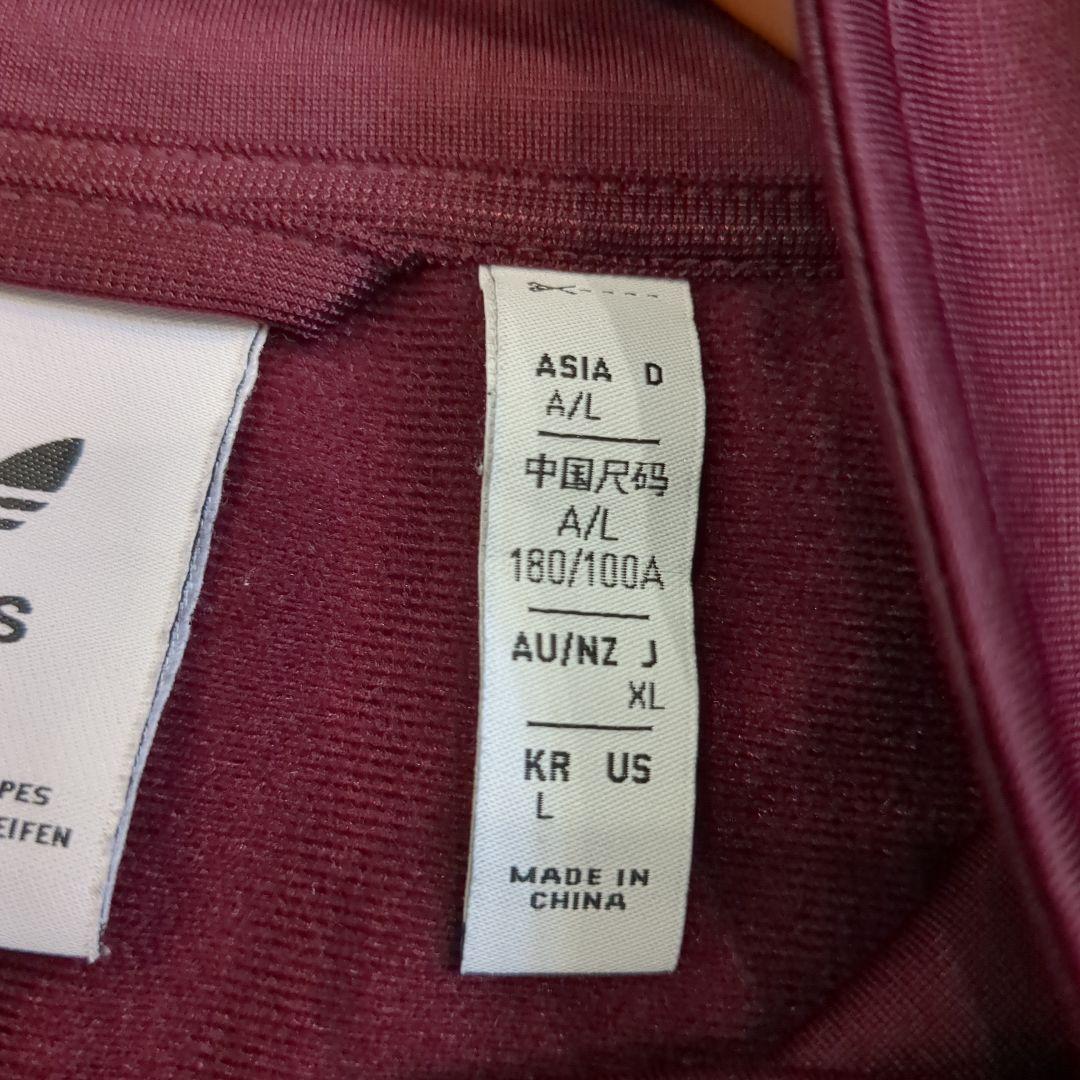 S
PES
EIFEN
ASIA D
A/L
中国尺码
A/L
180/100A
AU/NZ J
XL
KR US
L
MADE IN
CHINA